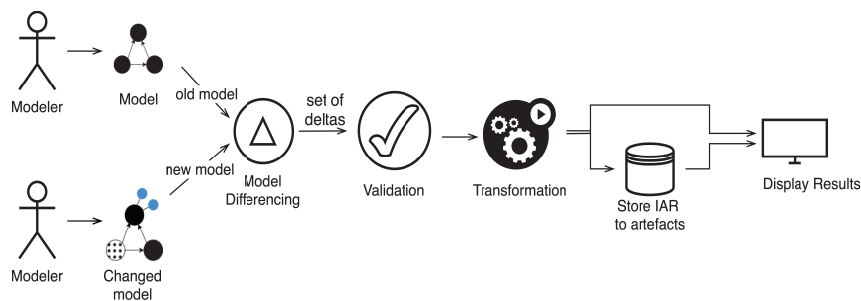 Modeler
Model
old model
set of
deltas
new model
Model
Differencing
Validation
Transformation
Store IAR
to artefacts
Display Results
Modeler
Changed
model